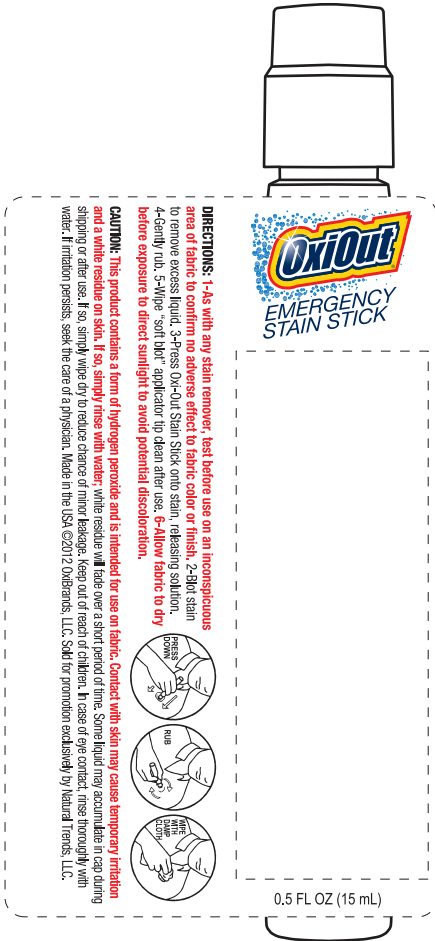 OxiOut
EMERGENCY
STAIN STICK
0.5 FL OZ (15 mL)
DIRECTIONS: 1-As with any stain remover, test before use on an inconspicuous
area of fabric to confirm no adverse effect to fabric color or finish. 2-Blot stain
to remove excess liquid. 3-Press Oxi-Out Stain Stick onto stain, releasing solution.
4-Gently rub. 5-Wipe “soft blot” applicator tip clean after use. 6-Allow fabric to dry
before exposure to direct sunlight to avoid potential discoloration.
PRESS
DOWN
RUB
WIPE
WITH
DAMP
CLOTH
CAUTION: This product contains a form of hydrogen peroxide and is intended for use on fabric. Contact with skin may cause temporary irritation
and a white residue on skin. If so, simply rinse with water; white residue will fade over a short period of time. Some liquid may accumulate in cap during
shipping or after use. If so, simply wipe dry to reduce chance of minor leakage. Keep out of reach of children. In case of eye contact, rinse thoroughly with
water. If irritation persists, seek the care of a physician. Made in the USA ©2012 OxiBrands, LLC. Sold for promotion exclusively by Natural Trends, LLC.